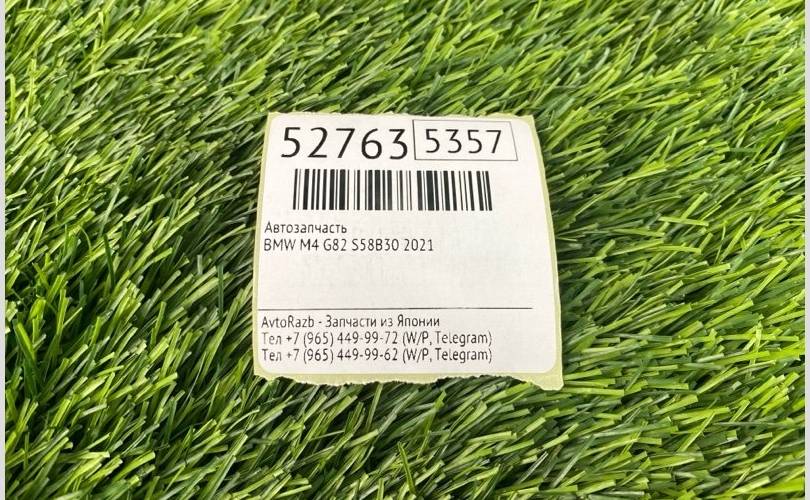 52763 5357
Автозапчасть
BMW M4 G82 S58B30 2021
AvtoRazb - Запчасти из Японии
Тел +7 (965) 449-99-72 (W/P, Telegram)
Тел +7 (965) 449-99-62 (W/P, Telegram)